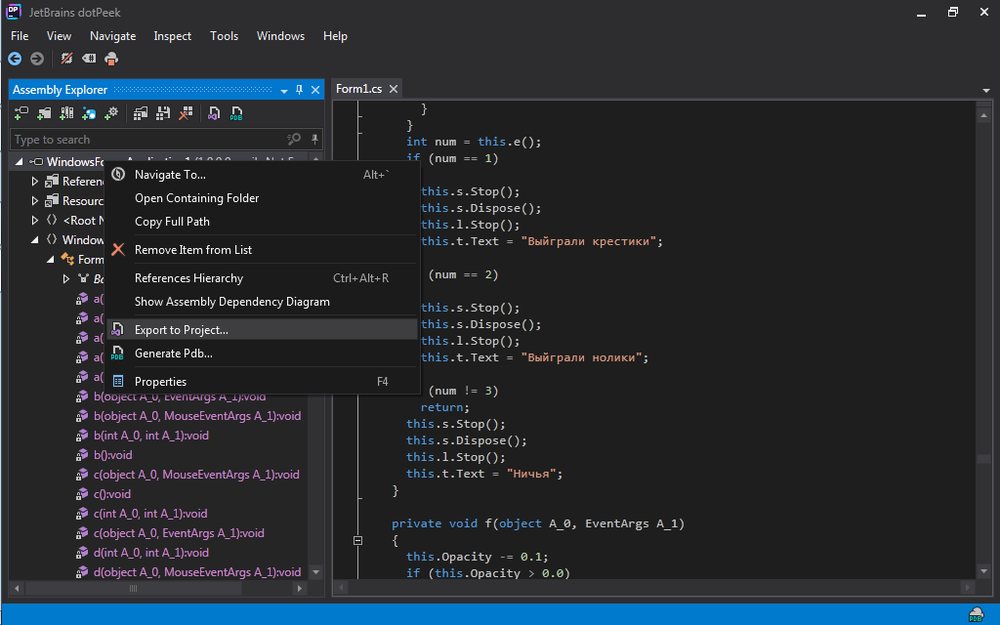 DP JetBrains dotPeek
File View Navigate Inspect Tools Windows Help
Assembly Explorer
Form1.cs
PDB
Type to search
WindowsFo
Referen
Resourc
<Root N
Window
Form
Ba
a(
a(
a(
a(
a(
b(object A_0, EventArgs A_1):void
b(object A_0, MouseEventArgs A_1):void
b(int A_0, int A_1):void
b():void
c(object A_0, MouseEventArgs A_1):void
c():void
c(int A_0, int A_1):void
c(object A_0, EventArgs A_1):void
d(int A_0, int A_1):void
d(object A_0, MouseEventArgs A_1):void
Navigate To... Alt+`
Open Containing Folder
Copy Full Path
Remove Item from List
References Hierarchy Ctrl+Alt+R
Show Assembly Dependency Diagram
Export to Project...
PDB Generate Pdb...
Properties F4
}
}
int num = this.e();
if (num == 1)
this.s.Stop();
this.s.Dispose();
this.l.Stop();
this.t.Text = "Выйграли крестики";
(num == 2)
this.s.Stop();
this.s.Dispose();
this.l.Stop();
this.t.Text = "Выйграли нолики";
(num != 3)
return;
this.s.Stop();
this.s.Dispose();
this.l.Stop();
this.t.Text = "Ничья";
}
private void f(object A_0, EventArgs A_1)
{
this.Opacity -= 0.1;
if (this.Opacity > 0.0)
PDB